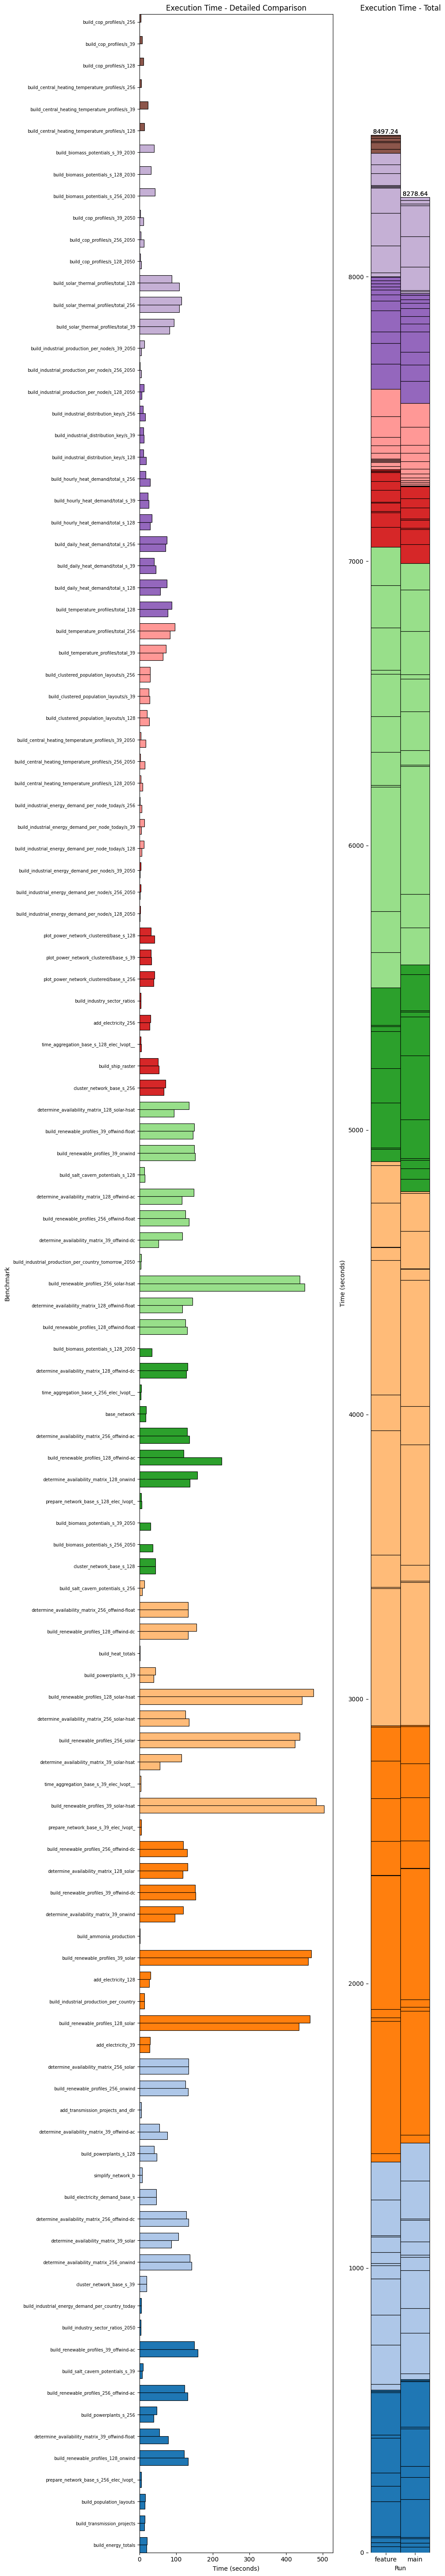 Execution Time - Detailed Comparison
Execution Time - Total
build_cop_profiles/s_256
build_cop_profiles/s_39
build_cop_profiles/s_128
build_central_heating_temperature_profiles/s_256
build_central_heating_temperature_profiles/s_39
build_central_heating_temperature_profiles/s_128
build_biomass_potentials_s_39_2030
build_biomass_potentials_s_128_2030
build_biomass_potentials_s_256_2030
build_cop_profiles/s_39_2050
build_cop_profiles/s_256_2050
build_cop_profiles/s_128_2050
build_solar_thermal_profiles/total_128
build_solar_thermal_profiles/total_256
build_solar_thermal_profiles/total_39
build_industrial_production_per_node/s_39_2050
build_industrial_production_per_node/s_256_2050
build_industrial_production_per_node/s_128_2050
build_industrial_distribution_key/s_256
build_industrial_distribution_key/s_39
build_industrial_distribution_key/s_128
build_hourly_heat_demand/total_s_256
build_hourly_heat_demand/total_s_39
build_hourly_heat_demand/total_s_128
build_daily_heat_demand/total_s_256
build_daily_heat_demand/total_s_39
build_daily_heat_demand/total_s_128
build_temperature_profiles/total_128
build_temperature_profiles/total_256
build_temperature_profiles/total_39
build_clustered_population_layouts/s_256
build_clustered_population_layouts/s_39
build_clustered_population_layouts/s_128
build_central_heating_temperature_profiles/s_39_2050
build_central_heating_temperature_profiles/s_256_2050
build_central_heating_temperature_profiles/s_128_2050
build_industrial_energy_demand_per_node_today/s_256
build_industrial_energy_demand_per_node_today/s_39
build_industrial_energy_demand_per_node_today/s_128
build_industrial_energy_demand_per_node/s_39_2050
build_industrial_energy_demand_per_node/s_256_2050
build_industrial_energy_demand_per_node/s_128_2050
plot_power_network_clustered/base_s_128
plot_power_network_clustered/base_s_39
plot_power_network_clustered/base_s_256
build_industry_sector_ratios
add_electricity_256
time_aggregation_base_s_128_elec_lvopt__
build_ship_raster
cluster_network_base_s_256
determine_availability_matrix_128_solar-hsat
build_renewable_profiles_39_offwind-float
build_renewable_profiles_39_onwind
build_salt_cavern_potentials_s_128
determine_availability_matrix_128_offwind-ac
build_renewable_profiles_256_offwind-float
determine_availability_matrix_39_offwind-dc
build_industrial_production_per_country_tomorrow_2050
build_renewable_profiles_256_solar-hsat
determine_availability_matrix_128_offwind-float
build_renewable_profiles_128_offwind-float
build_biomass_potentials_s_128_2050
determine_availability_matrix_128_offwind-dc
time_aggregation_base_s_256_elec_lvopt__
base_network
determine_availability_matrix_256_offwind-ac
build_renewable_profiles_128_offwind-ac
determine_availability_matrix_128_onwind
prepare_network_base_s_128_elec_lvopt_
build_biomass_potentials_s_39_2050
build_biomass_potentials_s_256_2050
cluster_network_base_s_128
build_salt_cavern_potentials_s_256
determine_availability_matrix_256_offwind-float
build_renewable_profiles_128_offwind-dc
build_heat_totals
build_powerplants_s_39
build_renewable_profiles_128_solar-hsat
determine_availability_matrix_256_solar-hsat
build_renewable_profiles_256_solar
determine_availability_matrix_39_solar-hsat
time_aggregation_base_s_39_elec_lvopt__
build_renewable_profiles_39_solar-hsat
prepare_network_base_s_39_elec_lvopt_
build_renewable_profiles_256_offwind-dc
determine_availability_matrix_128_solar
build_renewable_profiles_39_offwind-dc
determine_availability_matrix_39_onwind
build_ammonia_production
build_renewable_profiles_39_solar
add_electricity_128
build_industrial_production_per_country
build_renewable_profiles_128_solar
add_electricity_39
determine_availability_matrix_256_solar
build_renewable_profiles_256_onwind
add_transmission_projects_and_dlr
determine_availability_matrix_39_offwind-ac
build_powerplants_s_128
simplify_network_b
build_electricity_demand_base_s
determine_availability_matrix_256_offwind-dc
determine_availability_matrix_39_solar
determine_availability_matrix_256_onwind
cluster_network_base_s_39
build_industrial_energy_demand_per_country_today
build_industry_sector_ratios_2050
build_renewable_profiles_39_offwind-ac
build_salt_cavern_potentials_s_39
build_renewable_profiles_256_offwind-ac
build_powerplants_s_256
determine_availability_matrix_39_offwind-float
build_renewable_profiles_128_onwind
prepare_network_base_s_256_elec_lvopt_
build_population_layouts
build_transmission_projects
build_energy_totals
Benchmark
0 100 200 300 400 500
Time (seconds)
8497.24
8278.64
8000
7000
6000
5000
4000
3000
2000
1000
0
Time (seconds)
feature main
Run